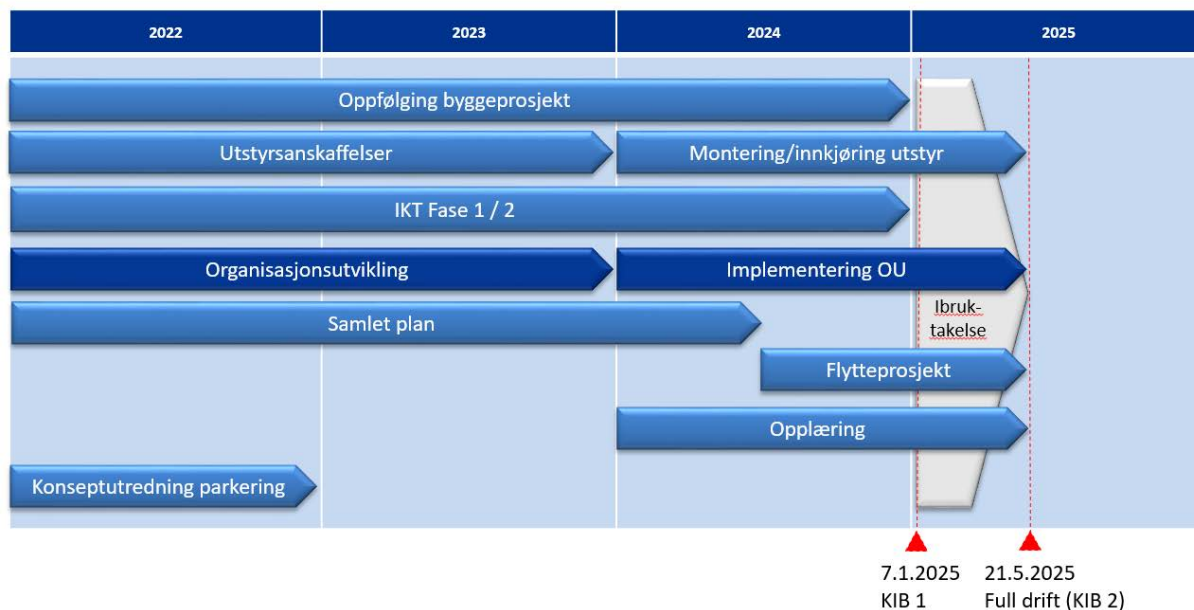 2022
2023
2024
2025
Oppfølging byggeprosjekt
Utstyrsanskaffelser
Montering/innkjøring utstyr
IKT Fase 1 / 2
Organisasjonsutvikling
Implementering OU
Ibruk-
takelse
Samlet plan
Flytteprosjekt
Opplæring
Konseptutredning parkering
7.1.2025
KIB 1
21.5.2025
Full drift (KIB 2)